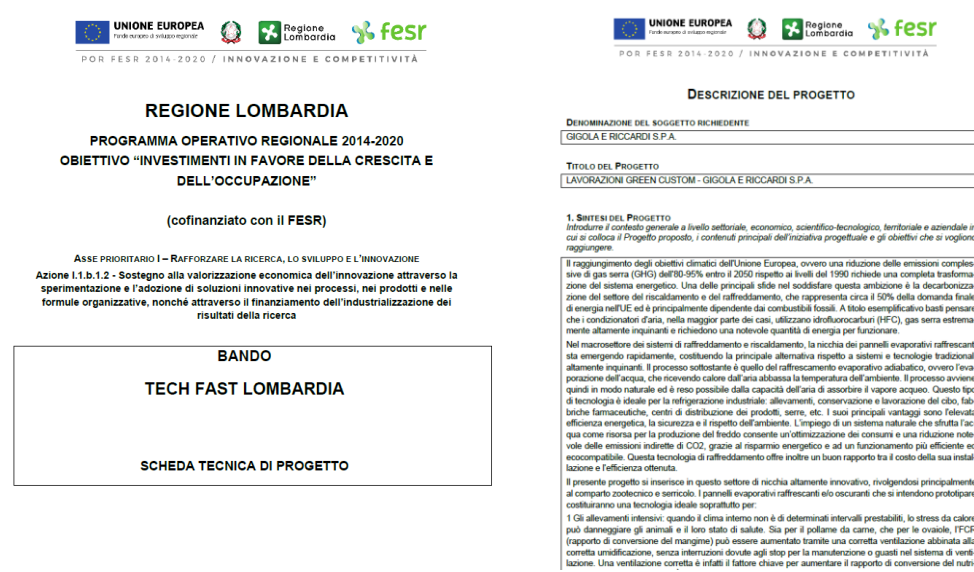 UNIONE EUROPEA
Fondo europeo di sviluppo regionale
Regione
Lombardia
fesr
POR FESR 2014-2020 / INNOVAZIONE E COMPETITIVITÀ
REGIONE LOMBARDIA
PROGRAMMA OPERATIVO REGIONALE 2014-2020
OBIETTIVO “INVESTIMENTI IN FAVORE DELLA CRESCITA E
DELL’OCCUPAZIONE”
(cofinanziato con il FESR)
ASSE PRIORITARIO I – RAFFORZARE LA RICERCA, LO SVILUPPO E L’INNOVAZIONE
Azione I.1.b.1.2 - Sostegno alla valorizzazione economica dell’innovazione attraverso la
sperimentazione e l’adozione di soluzioni innovative nei processi, nei prodotti e nelle
formule organizzative, nonché attraverso il finanziamento dell’industrializzazione dei
risultati della ricerca
BANDO
TECH FAST LOMBARDIA
SCHEDA TECNICA DI PROGETTO
UNIONE EUROPEA
Fondo europeo di sviluppo regionale
Regione
Lombardia
fesr
POR FESR 2014-2020 / INNOVAZIONE E COMPETITIVITÀ
DESCRIZIONE DEL PROGETTO
DENOMINAZIONE DEL SOGGETTO RICHIEDENTE
GIGOLA E RICCARDI S.P.A.
TITOLO DEL PROGETTO
LAVORAZIONI GREEN CUSTOM - GIGOLA E RICCARDI S.P.A.
1. SINTESI DEL PROGETTO
Introdurre il contesto generale a livello settoriale, economico, scientifico-tecnologico, territoriale e aziendale in
cui si colloca il Progetto proposto, i contenuti principali dell’iniziativa progettuale e gli obiettivi che si vogliono
raggiungere.
Il raggiungimento degli obiettivi climatici dell'Unione Europea, ovvero una riduzione delle emissioni comples-
sive di gas serra (GHG) dell'80-95% entro il 2050 rispetto ai livelli del 1990 richiede una completa trasforma-
zione del sistema energetico. Una delle principali sfide nel soddisfare questa ambizione è la decarbonizza-
zione del settore del riscaldamento e del raffreddamento, che rappresenta circa il 50% della domanda finale
di energia nell'UE ed è principalmente dipendente dai combustibili fossili. A titolo esemplificativo basti pensare
che i condizionatori d'aria, nella maggior parte dei casi, utilizzano idrofluorocarburi (HFC), gas serra estrema-
mente altamente inquinanti e richiedono una notevole quantità di energia per funzionare.
Nel macrosettore dei sistemi di raffreddamento e riscaldamento, la nicchia dei pannelli evaporativi raffrescant
sta emergendo rapidamente, costituendo la principale alternativa rispetto a sistemi e tecnologie tradizional
altamente inquinanti. Il processo sottostante è quello del raffrescamento evaporativo adiabatico, ovvero l'eva-
porazione dell'acqua, che ricevendo calore dall'aria abbassa la temperatura dell'ambiente. Il processo avviene
quindi in modo naturale ed è reso possibile dalla capacità dell'aria di assorbire il vapore acqueo. Questo tipo
di tecnologia è ideale per la refrigerazione industriale: allevamenti, conservazione e lavorazione del cibo, fab-
briche farmaceutiche, centri di distribuzione dei prodotti, serre, etc. I suoi principali vantaggi sono l'elevata
efficienza energetica, la sicurezza e il rispetto dell'ambiente. L'impiego di un sistema naturale che sfrutta l'ac-
qua come risorsa per la produzione del freddo consente un'ottimizzazione dei consumi e una riduzione note-
vole delle emissioni indirette di CO2, grazie al risparmio energetico e ad un funzionamento più efficiente ed
ecocompatibile. Questa tecnologia di raffreddamento offre inoltre un buon rapporto tra il costo della sua instal-
lazione e l'efficienza ottenuta.
Il presente progetto si inserisce in questo settore di nicchia altamente innovativo, rivolgendosi principalmente
al comparto zootecnico e serricolo. I pannelli evaporativi raffrescanti e/o oscuranti che si intendono prototipare
costituiranno una tecnologia ideale soprattutto per:
1 Gli allevamenti intensivi: quando il clima interno non è di determinati intervalli prestabiliti, lo stress da calore
può danneggiare gli animali e il loro stato di salute. Sia per il pollame da carne, che per le ovaiole, l'FCR
(rapporto di conversione del mangime) può essere aumentato tramite una corretta ventilazione abbinata alla
corretta umidificazione, senza interruzioni dovute agli stop per la manutenzione o guasti nel sistema di venti-
lazione. Una ventilazione corretta è infatti il fattore chiave per aumentare il rapporto di conversione del nutri-